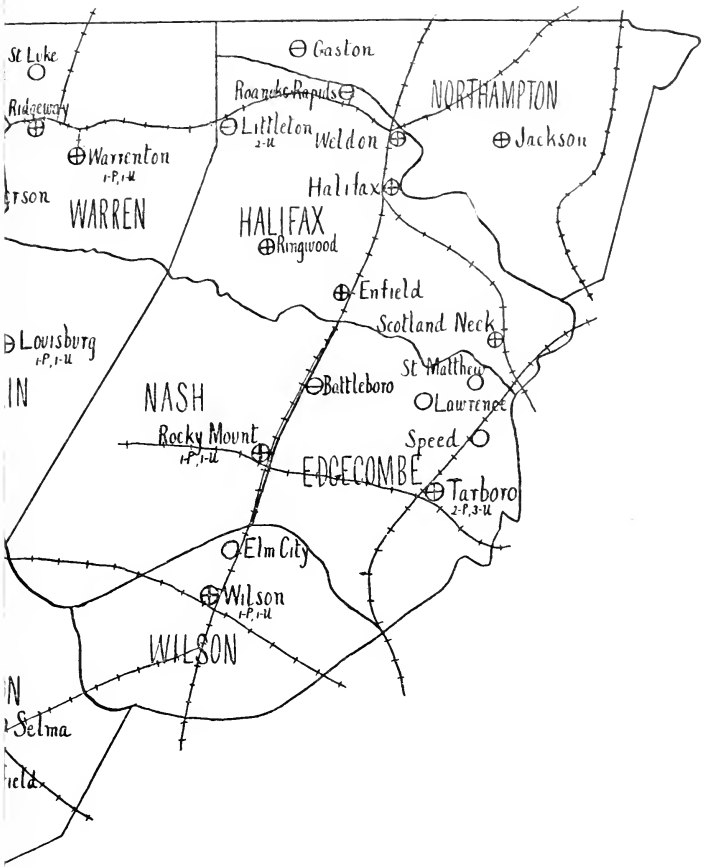 St Luke
Gaston
Roanoke Rapids
NORTHAMPTON
Ridgeway
Littleton
2-U
Weldon
Jackson
Warrenton
1-P, 1-U
Halifax
erson
WARREN
HALIFAX
Ringwood
Enfield
Scotland Neck
Louisburg
1-P, 1-U
St Matthew
IN
NASH
Battleboro
Lawrence
Rocky Mount
1-P, 1-U
Speed
EDGECOMBE
Tarboro
2-P, 3-U
Elm City
Wilson
1-P, 1-U
WILSON
N
Selma
field